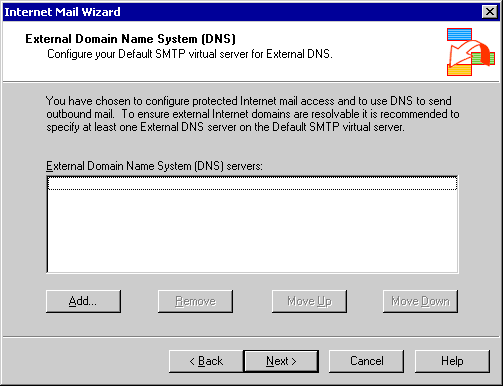 Internet Mail Wizard
External Domain Name System (DNS)
Configure your Default SMTP virtual server for External DNS.
You have chosen to configure protected Internet mail access and to use DNS to send
outbound mail.  To ensure external Internet domains are resolvable it is recommended to
specify at least one External DNS server on the Default SMTP virtual server.
External Domain Name System (DNS) servers:
Add...
Remove
Move Up
Move Down
< Back
Next >
Cancel
Help